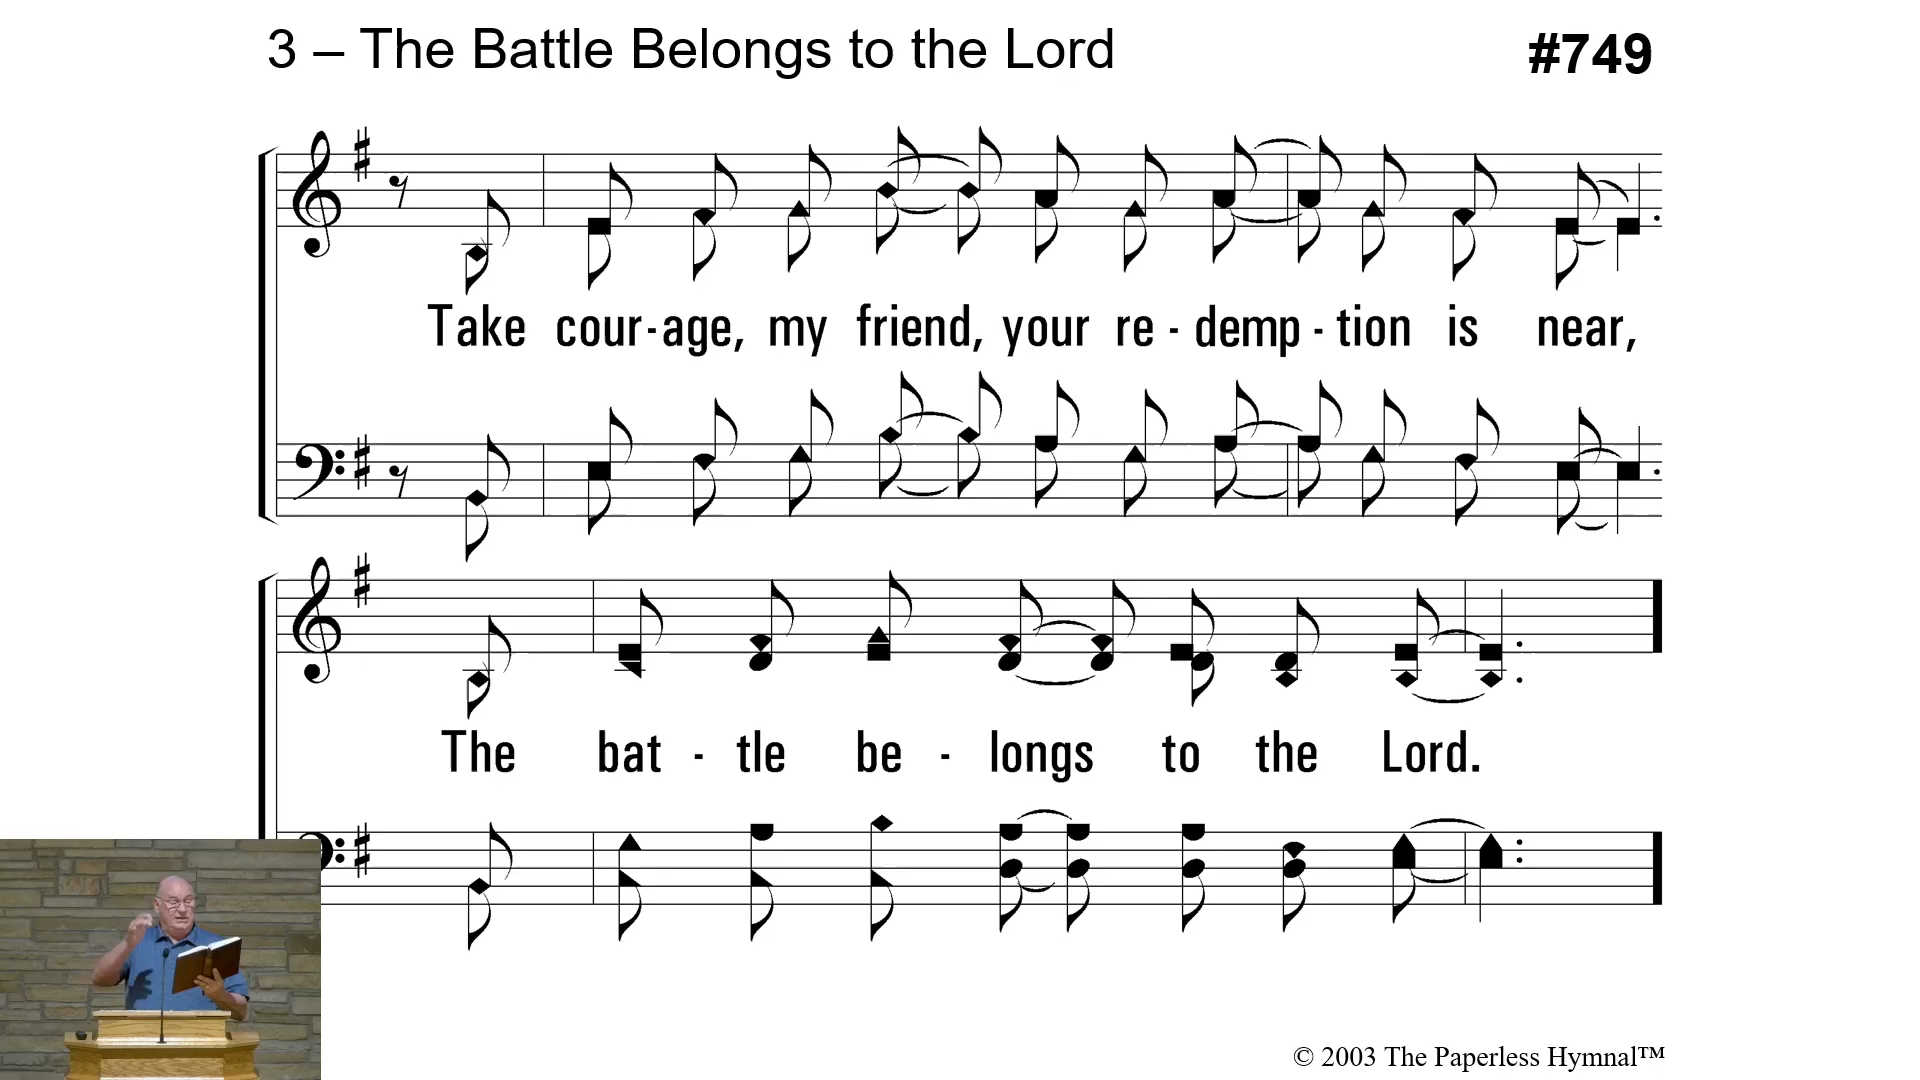 3 – The Battle Belongs to the Lord
#749
Take cour-age, my friend, your re - demp - tion is near,
The bat - tle be - longs to the Lord.
© 2003 The Paperless Hymnal™